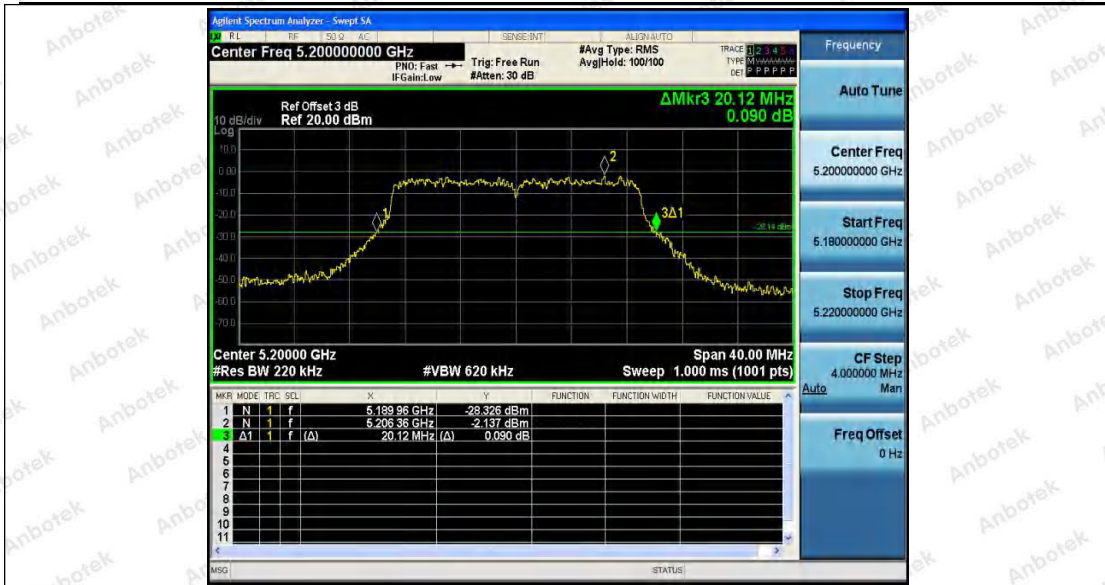 Agilent Spectrum Analyzer - Swept SA
RL RF 50 Ω AC SENSE:INT ALIGN AUTO
Center Freq 5.200000000 GHz
PNO: Fast
IFGain:Low
Trig: Free Run
#Atten: 30 dB
#Avg Type: RMS
Avg|Hold: 100/100
TRACE 1 2 3 4 5 6
TYPE M
DET P P P P P P
Ref Offset 3 dB
10 dB/div Ref 20.00 dBm
Log
ΔMkr3 20.12 MHz
0.090 dB
10.0
0.00
-10.0
-20.0
-30.0
-40.0
-50.0
-60.0
-70.0
1
2
3Δ1
-28.14 dBm
Center 5.20000 GHz Span 40.00 MHz
#Res BW 220 kHz #VBW 620 kHz Sweep 1.000 ms (1001 pts)
MKR MODE TRC SCL X Y FUNCTION FUNCTION WIDTH FUNCTION VALUE
1 N 1 f 5.189 96 GHz -28.326 dBm
2 N 1 f 5.206 36 GHz -2.137 dBm
3 Δ1 1 f (Δ) 20.12 MHz (Δ) 0.090 dB
4
5
6
7
8
9
10
11
MSG STATUS
Frequency
Auto Tune
Center Freq
5.200000000 GHz
Start Freq
5.180000000 GHz
Stop Freq
5.220000000 GHz
CF Step
4.000000 MHz
Auto Man
Freq Offset
0 Hz
Anbotek